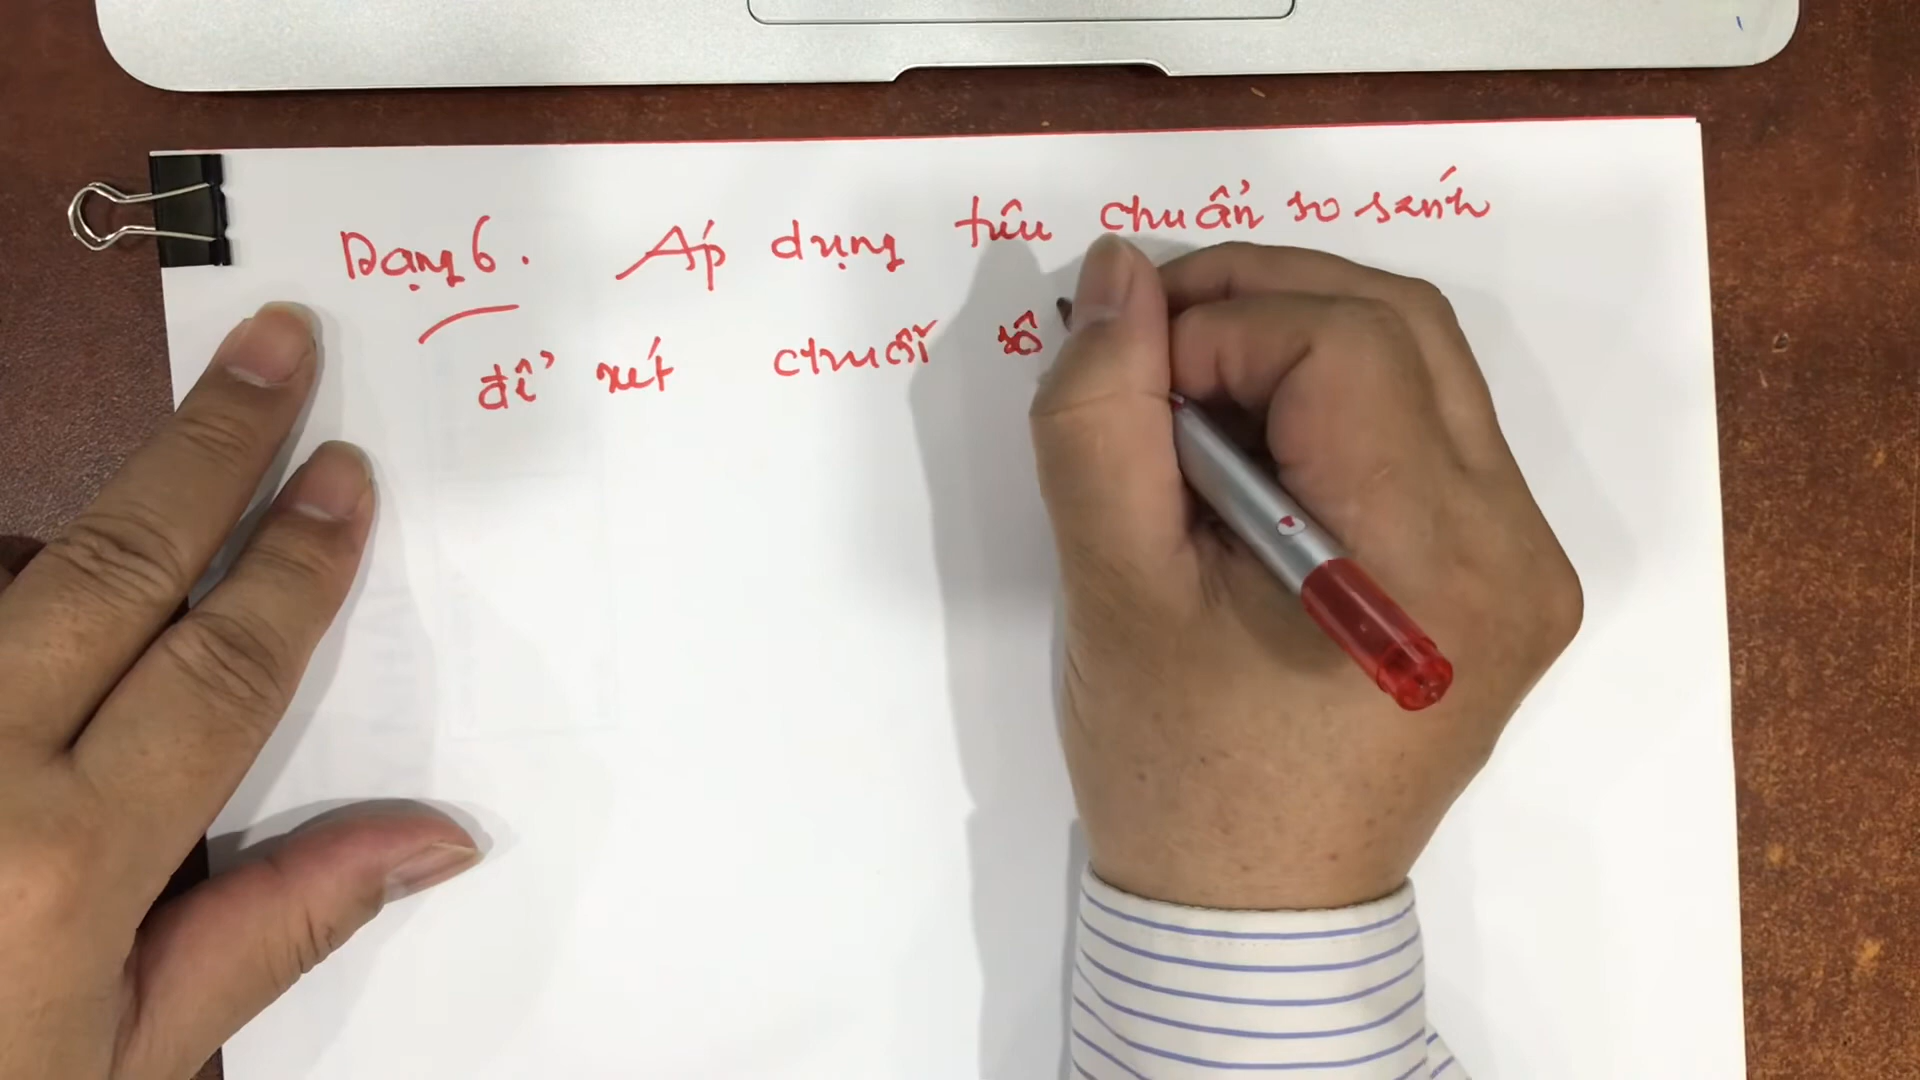 Dạng 6. Áp dụng tiêu chuẩn so sánh
để xét chuỗi số